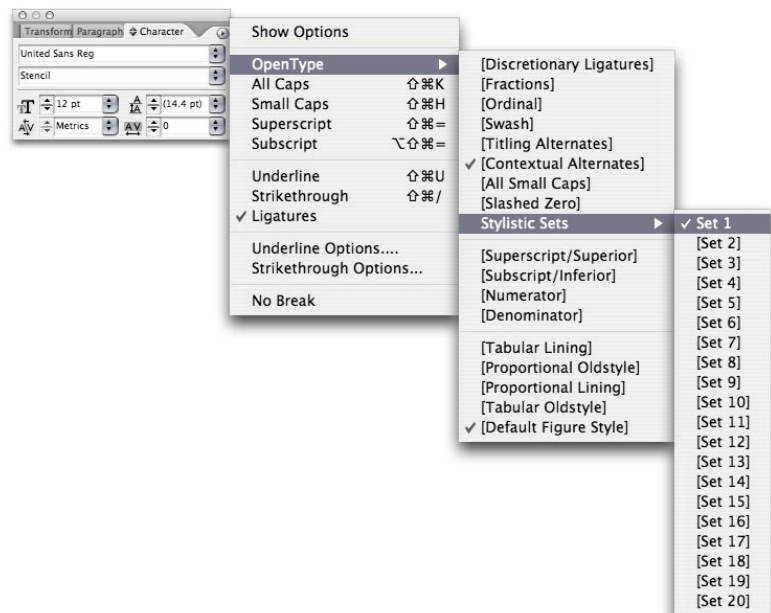 Transform Paragraph Character
United Sans Reg
Stencil
12 pt (14.4 pt)
Metrics 0
Show Options
OpenType
All Caps ⇧⌘K
Small Caps ⇧⌘H
Superscript ⇧⌘=
Subscript ⌥⇧⌘=
Underline ⇧⌘U
Strikethrough ⇧⌘/
✓ Ligatures
Underline Options....
Strikethrough Options...
No Break
[Discretionary Ligatures]
[Fractions]
[Ordinal]
[Swash]
[Titling Alternates]
✓ [Contextual Alternates]
[All Small Caps]
[Slashed Zero]
Stylistic Sets
[Superscript/Superior]
[Subscript/Inferior]
[Numerator]
[Denominator]
[Tabular Lining]
[Proportional Oldstyle]
[Proportional Lining]
[Tabular Oldstyle]
✓ [Default Figure Style]
✓ Set 1
[Set 2]
[Set 3]
[Set 4]
[Set 5]
[Set 6]
[Set 7]
[Set 8]
[Set 9]
[Set 10]
[Set 11]
[Set 12]
[Set 13]
[Set 14]
[Set 15]
[Set 16]
[Set 17]
[Set 18]
[Set 19]
[Set 20]